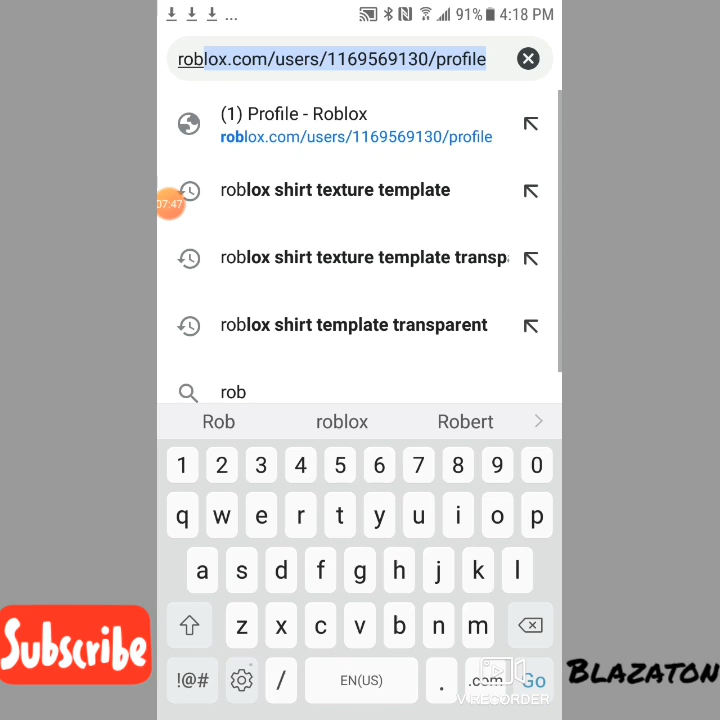 ... 91% 4:18 PM
roblox.com/users/1169569130/profile
(1) Profile - Roblox
roblox.com/users/1169569130/profile
07:47
roblox shirt texture template
roblox shirt texture template transp
roblox shirt template transparent
rob
Rob roblox Robert
1 2 3 4 5 6 7 8 9 0
q w e r t y u i o p
a s d f g h j k l
z x c v b n m
!@# / EN(US) . .com Go
VIRECORDER
Subscribe
BLAZATON